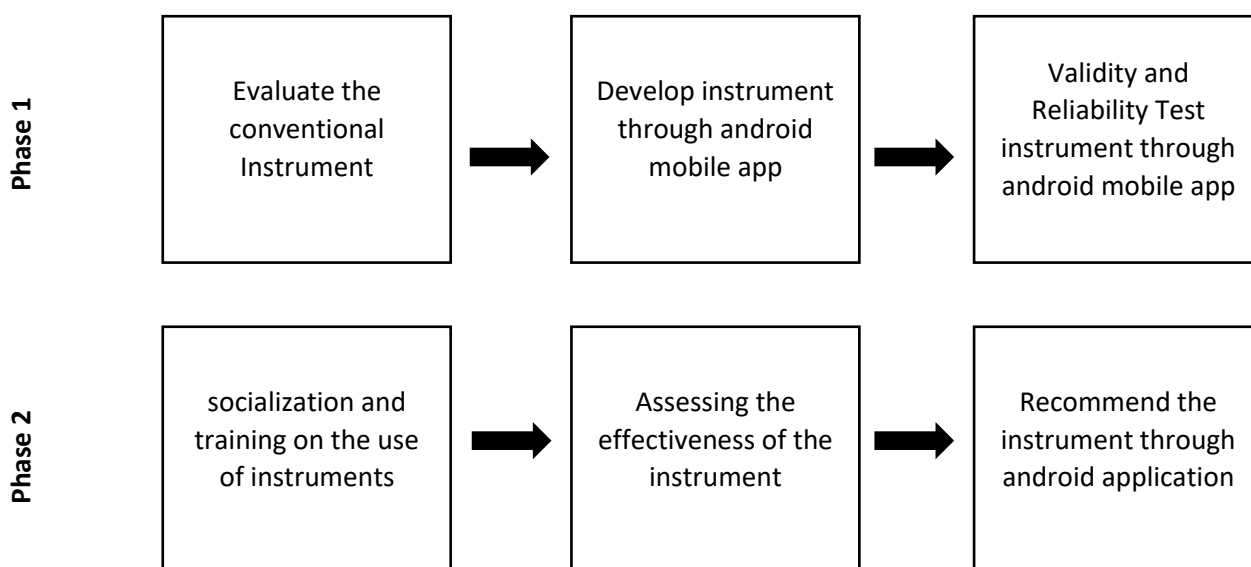 Phase 1
Evaluate the
conventional
Instrument
Develop instrument
through android
mobile app
Validity and
Reliability Test
instrument through
android mobile app
Phase 2
socialization and
training on the use
of instruments
Assessing the
effectiveness of the
instrument
Recommend the
instrument through
android application